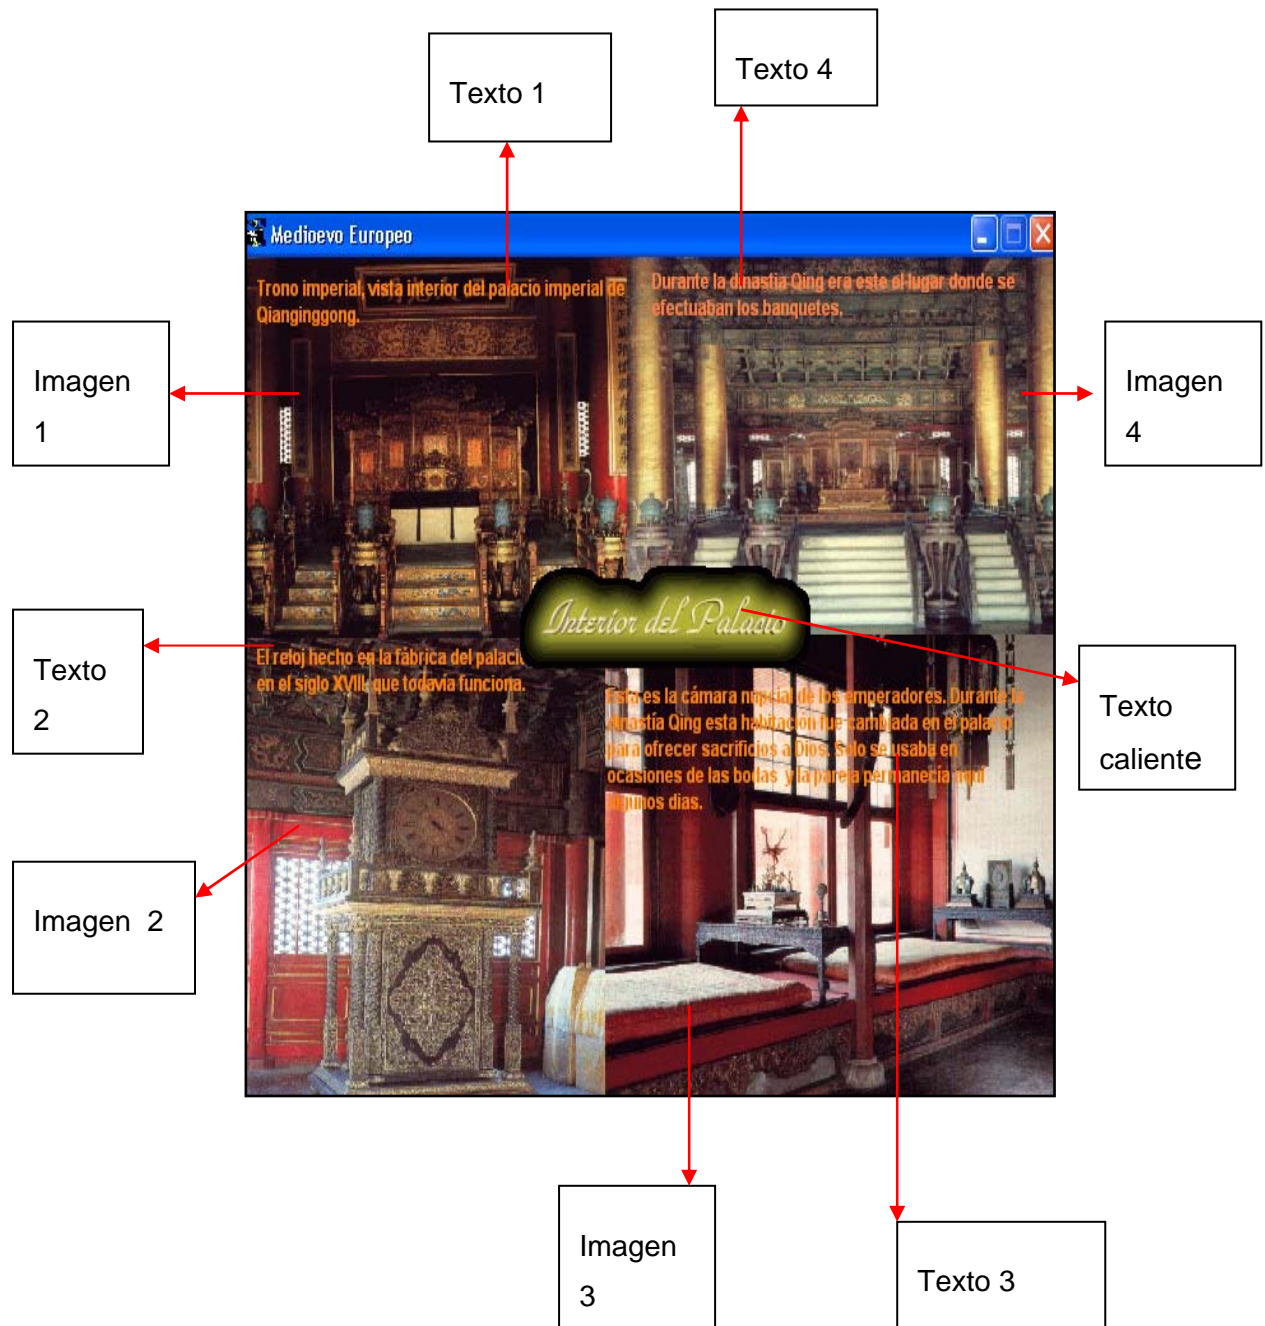 Texto 1
Texto 4
Medioevo Europeo
Trono imperial, vista interior del palacio imperial de
Qianginggong.
Durante la dinastia Qing era este el lugar donde se
efectuaban los banquetes.
Imagen
1
Imagen
4
Interior del Palacio
Texto
2
El reloj hecho en la fábrica del palacio
en el siglo XVIII, que todavia funciona.
Esta es la cámara nupcial de los emperadores. Durante la
dinastía Qing esta habitación fue cambiada en el palacio
para ofrecer sacrificios a Dios. Solo se usaba en
ocasiones de las bodas y la pareja permanecía aquí
algunos dias.
Texto
caliente
Imagen 2
Imagen
3
Texto 3